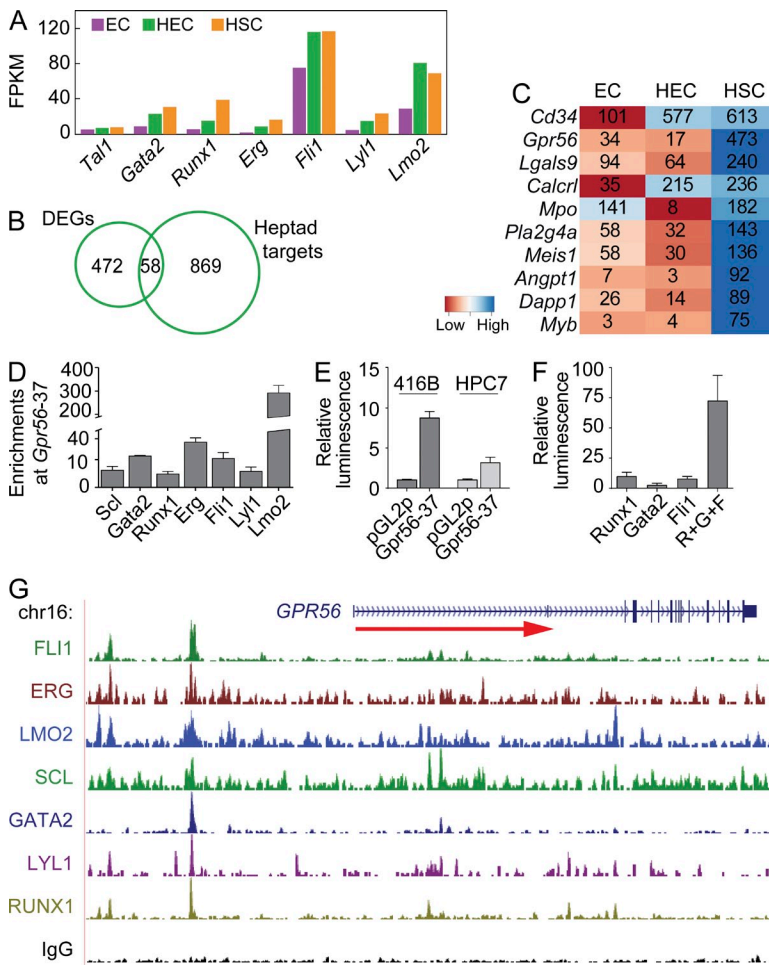 A
EC HEC HSC
FPKM
120
80
40
0
Tal1 Gata2 Runx1 Erg Fli1 Lyl1 Lmo2
B
DEGs
Heptad targets
472 58 869
C
EC HEC HSC
Cd34 101 577 613
Gpr56 34 17 473
Lgals9 94 64 240
Calcrl 35 215 236
Mpo 141 8 182
Pla2g4a 58 32 143
Meis1 58 30 136
Angpt1 7 3 92
Dapp1 26 14 89
Myb 3 4 75
Low High
D
Enrichments
at Gpr56-37
400
300
200
40
20
10
0
Scl Gata2 Runx1 Erg Fli1 Lyl1 Lmo2
E
Relative
luminescence
15
10
5
0
416B HPC7
pGL2p Gpr56-37 pGL2p Gpr56-37
F
Relative
luminescence
100
75
50
25
0
Runx1 Gata2 Fli1 R+G+F
G
chr16: GPR56
FLI1
ERG
LMO2
SCL
GATA2
LYL1
RUNX1
IgG